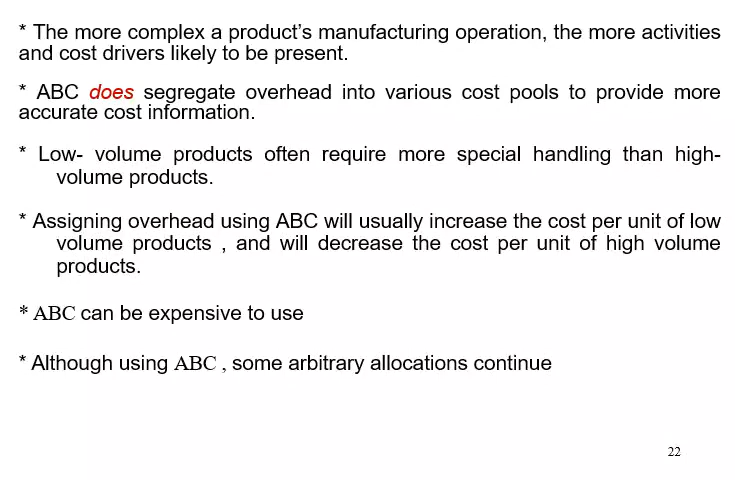 * The more complex a product’s manufacturing operation, the more activities
and cost drivers likely to be present.
* ABC does segregate overhead into various cost pools to provide more
accurate cost information.
* Low- volume products often require more special handling than high-
volume products.
* Assigning overhead using ABC will usually increase the cost per unit of low
volume products , and will decrease the cost per unit of high volume
products.
* ABC can be expensive to use
* Although using ABC , some arbitrary allocations continue
22